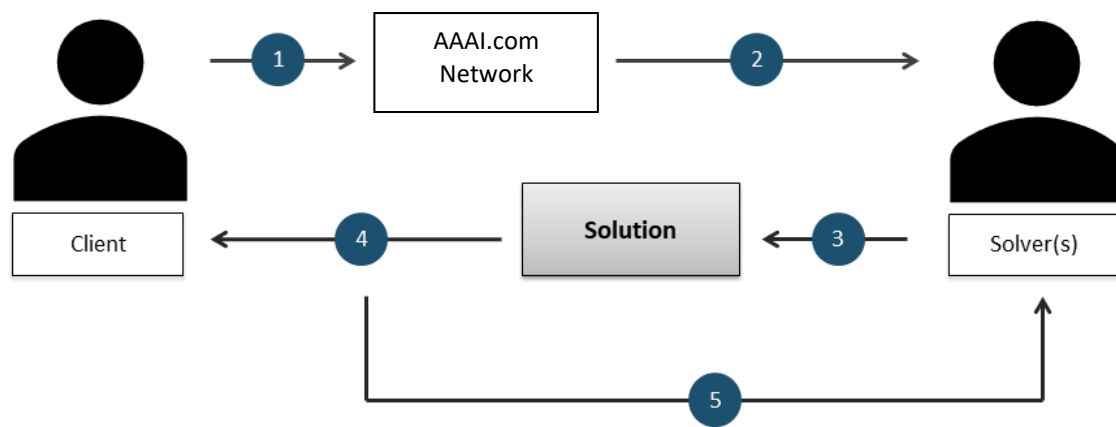 1
AAAI.com
Network
2
Client
4
Solution
3
Solver(s)
5